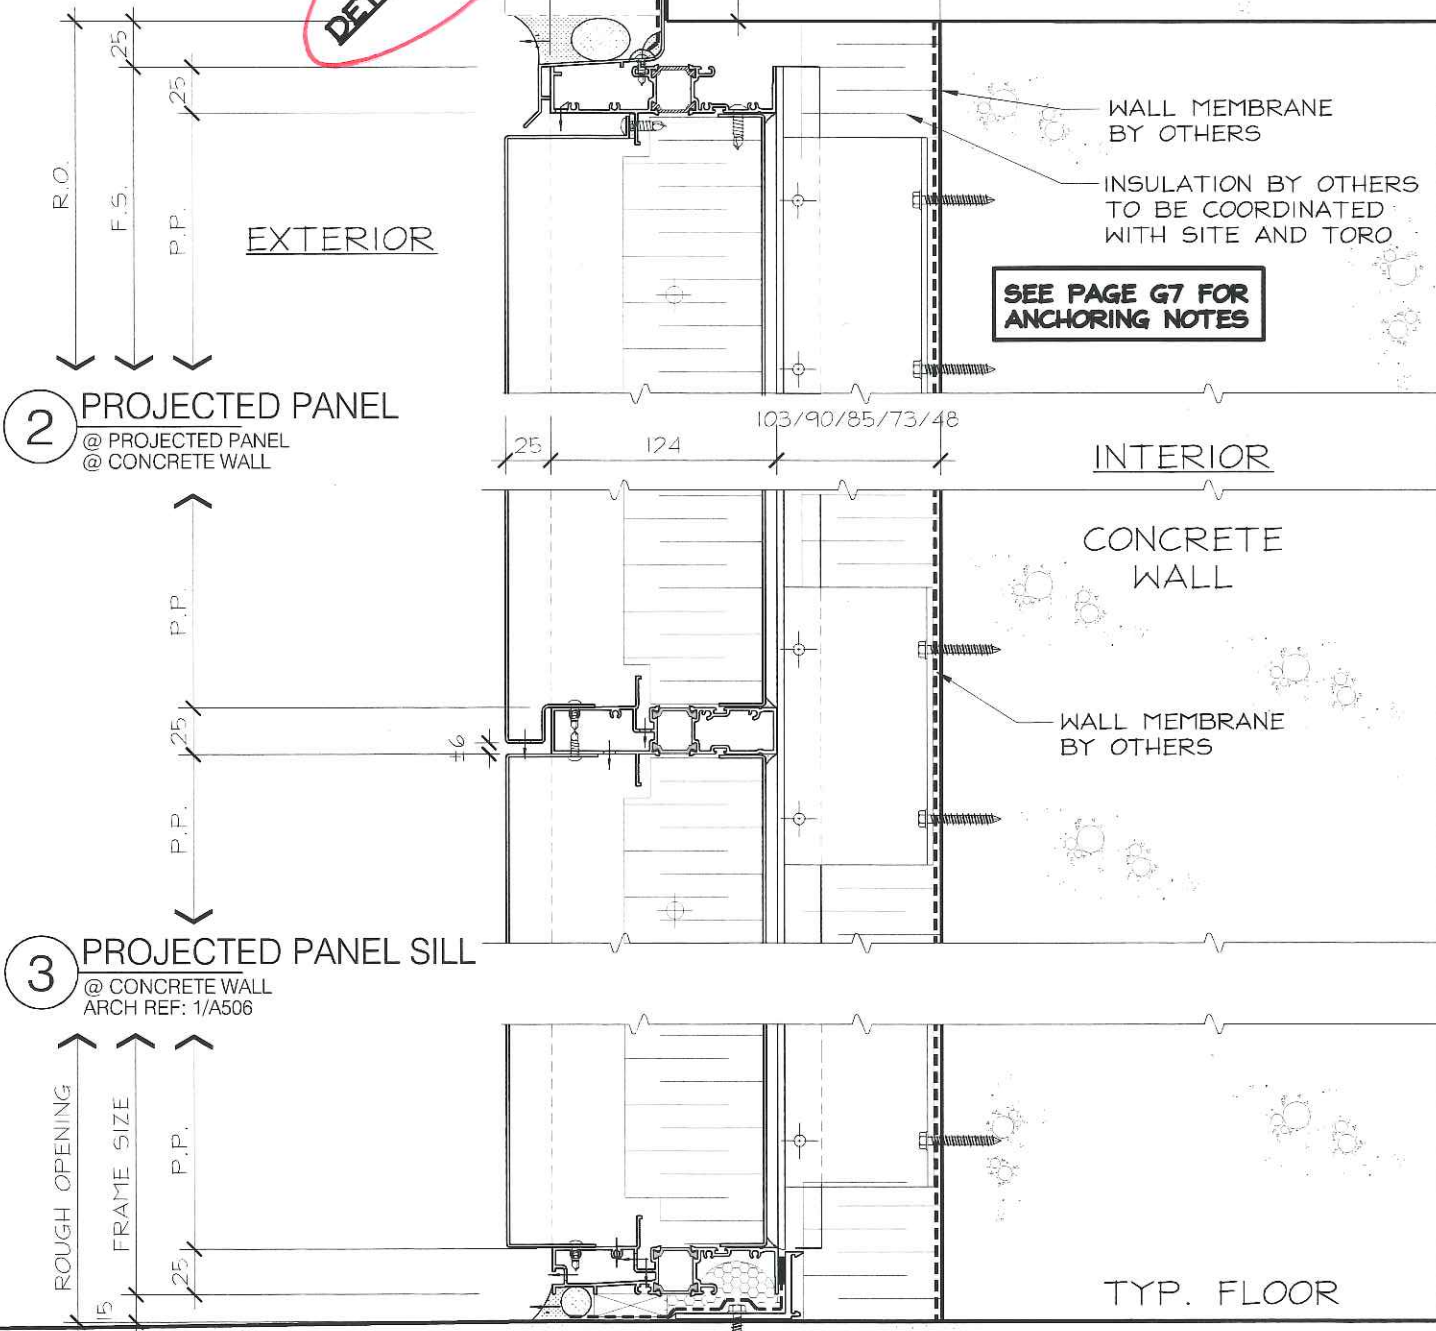 25
25
R.O.
F.S.
P.P.
EXTERIOR
WALL MEMBRANE
BY OTHERS
INSULATION BY OTHERS
TO BE COORDINATED
WITH SITE AND TORO
SEE PAGE G7 FOR
ANCHORING NOTES
2
PROJECTED PANEL
@ PROJECTED PANEL
@ CONCRETE WALL
103/90/85/73/48
25
124
INTERIOR
CONCRETE
WALL
P.P.
25
±6
P.P.
WALL MEMBRANE
BY OTHERS
3
PROJECTED PANEL SILL
@ CONCRETE WALL
ARCH REF: 1/A506
ROUGH OPENING
FRAME SIZE
P.P.
25
15
TYP. FLOOR